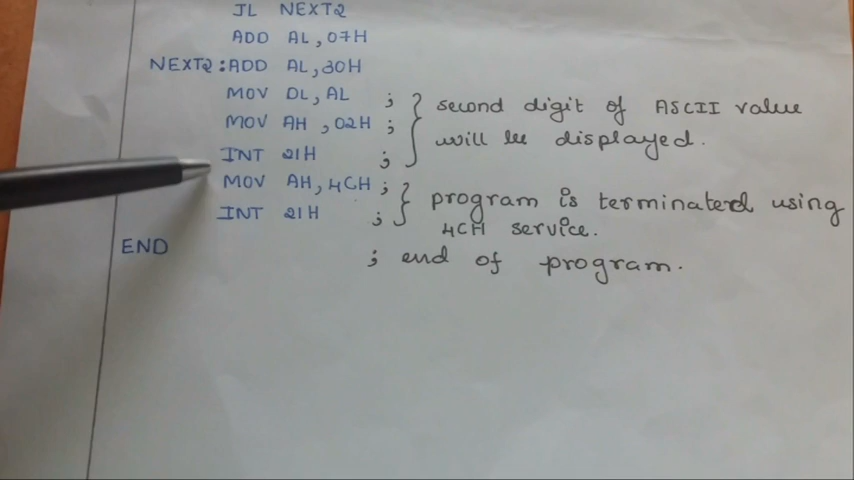 JL NEXT2
ADD AL,07H
NEXT2:ADD AL,30H
MOV DL,AL ; } second digit of ASCII value
MOV AH,02H ; will be displayed.
INT 21H ;
MOV AH,4CH ; } program is terminated using
INT 21H ; 4CH service.
END ; end of program.